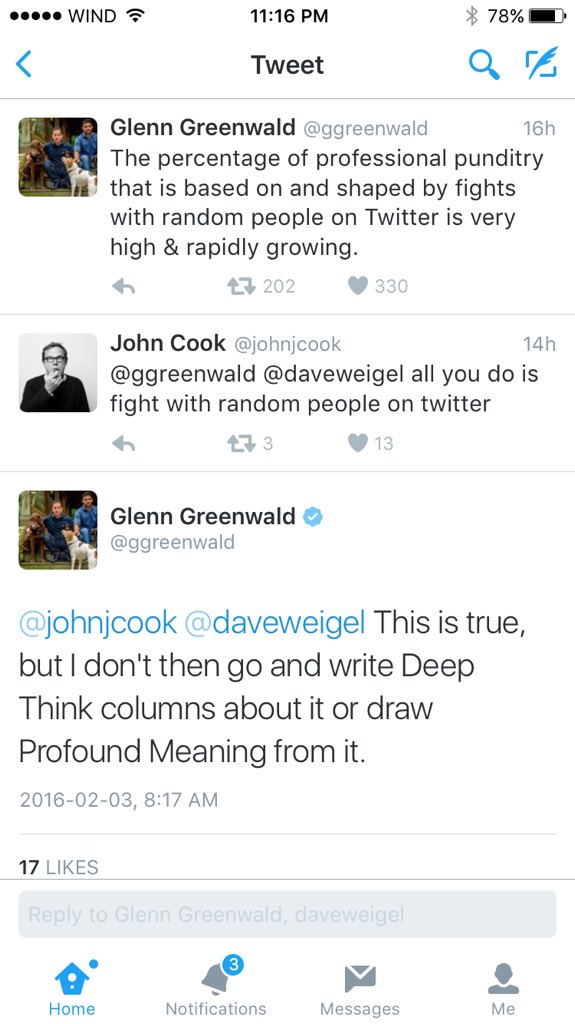 WIND 11:16 PM 78%
Tweet
Glenn Greenwald @ggreenwald 16h
The percentage of professional punditry
that is based on and shaped by fights
with random people on Twitter is very
high & rapidly growing.
202 330
John Cook @johnjcook 14h
@ggreenwald @daveweigel all you do is
fight with random people on twitter
3 13
Glenn Greenwald
@ggreenwald
@johnjcook @daveweigel This is true,
but I don't then go and write Deep
Think columns about it or draw
Profound Meaning from it.
2016-02-03, 8:17 AM
17 LIKES
Reply to Glenn Greenwald, daveweigel
3
Home Notifications Messages Me